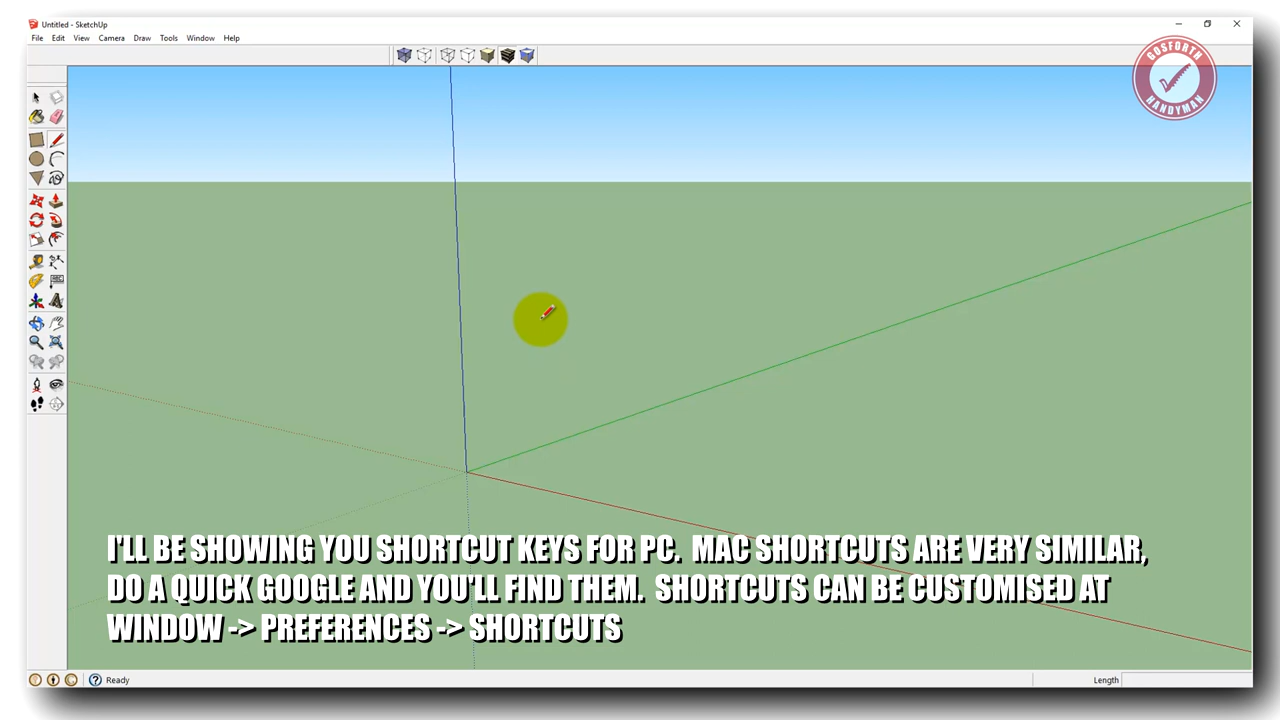 Untitled - SketchUp
File Edit View Camera Draw Tools Window Help
GOSFORTH
HANDYMAN
I'LL BE SHOWING YOU SHORTCUT KEYS FOR PC. MAC SHORTCUTS ARE VERY SIMILAR,
DO A QUICK GOOGLE AND YOU'LL FIND THEM. SHORTCUTS CAN BE CUSTOMISED AT
WINDOW -> PREFERENCES -> SHORTCUTS
Ready
Length